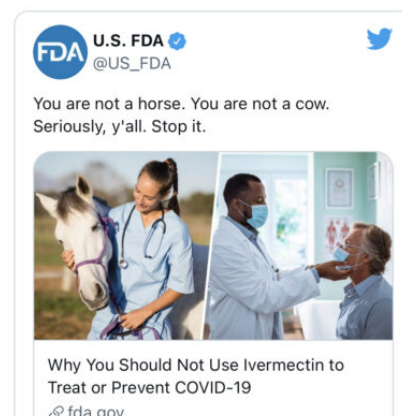 FDA
U.S. FDA
@US_FDA
You are not a horse. You are not a cow.
Seriously, y'all. Stop it.
Why You Should Not Use Ivermectin to
Treat or Prevent COVID-19
fda.gov